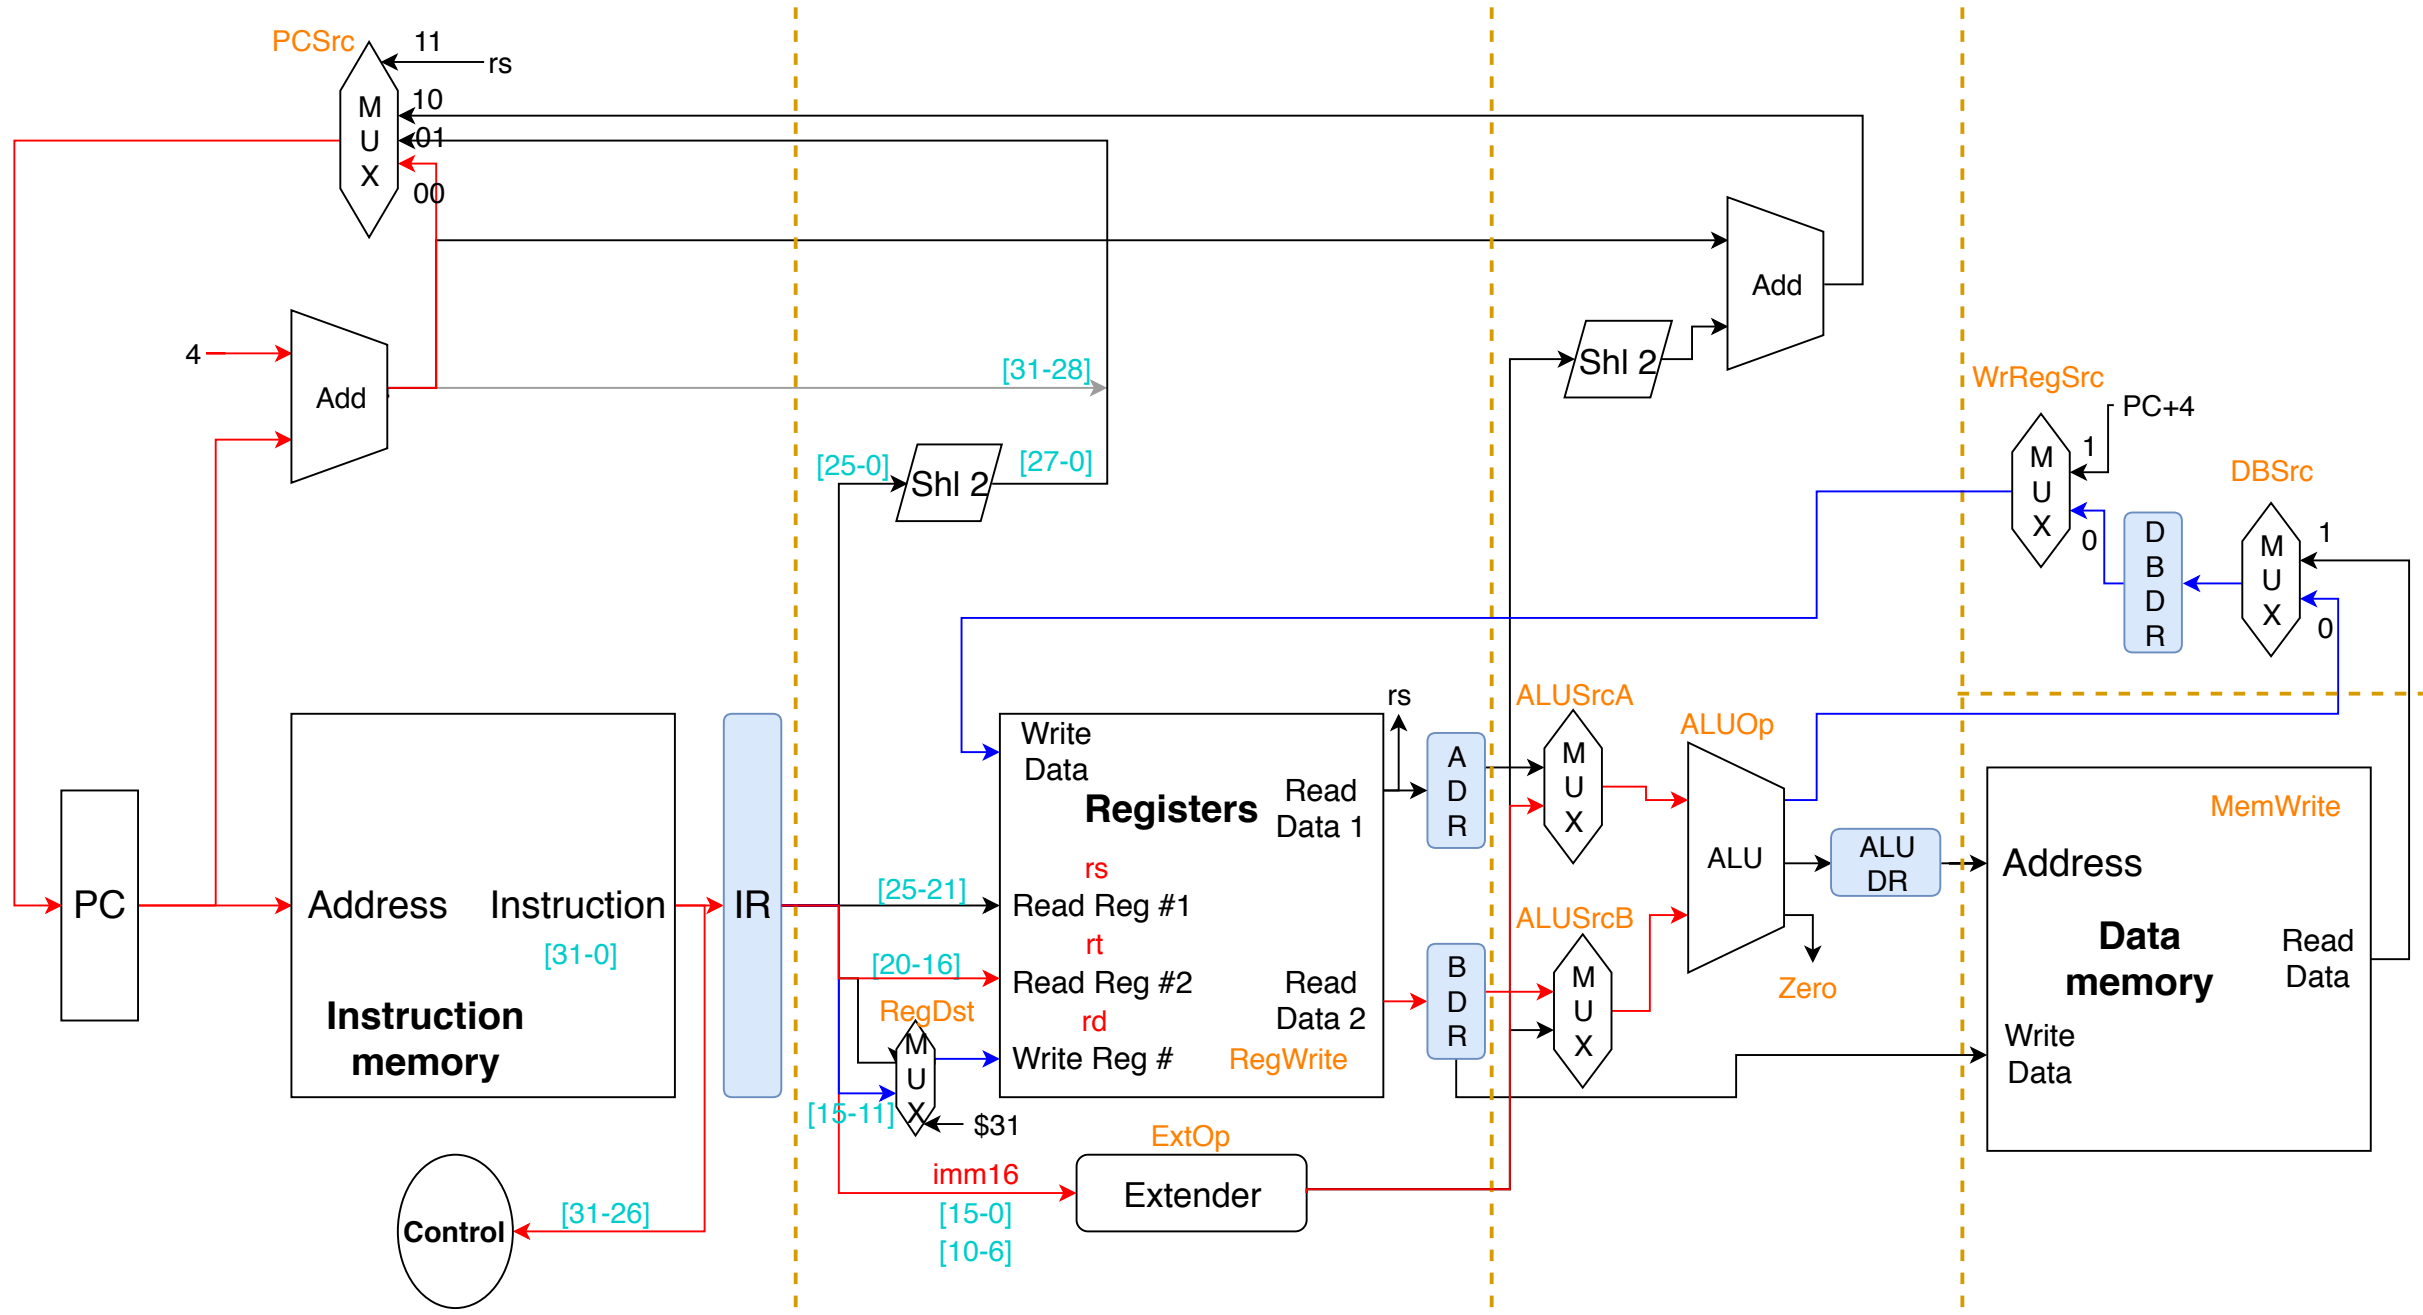 PCSrc
11
rs
10
01
00
M
U
X
4
Add
[31-28]
[25-0]
Shl 2
[27-0]
Shl 2
Add
WrRegSrc
PC+4
1
0
M
U
X
DBSrc
D
B
D
R
M
U
X
1
0
PC
Address
Instruction
[31-0]
Instruction
memory
IR
Control
[31-26]
Write
Data
Registers
Read
Data 1
rs
[25-21]
rs
Read Reg #1
[20-16]
rt
Read Reg #2
RegDst
rd
Write Reg #
Read
Data 2
RegWrite
M
U
X
[15-11]
$31
imm16
[15-0]
[10-6]
ExtOp
Extender
A
D
R
B
D
R
ALUSrcA
M
U
X
ALUSrcB
M
U
X
ALUOp
ALU
Zero
ALU
DR
MemWrite
Address
Data
memory
Read
Data
Write
Data